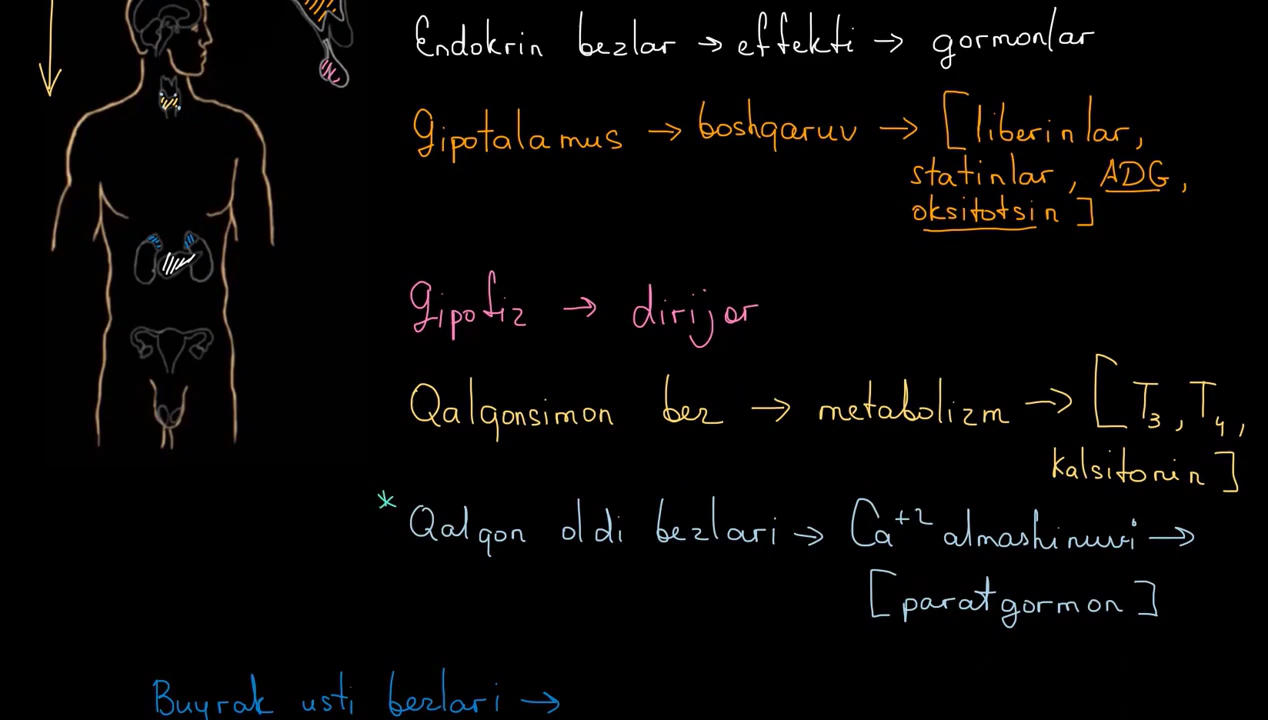 Endokrin bezlar → effekti → gormonlar
Gipotalamus → boshqaruv → [liberinlar,
statinlar, ADG,
oksitotsin]
Gipofiz → dirijor
Qalqonsimon bez → metabolizm → [T₃, T₄,
kalsitonin]
* Qalqon oldi bezlari → Ca⁺² almashinuvi →
[paratgormon]
Buyrak usti bezlari →